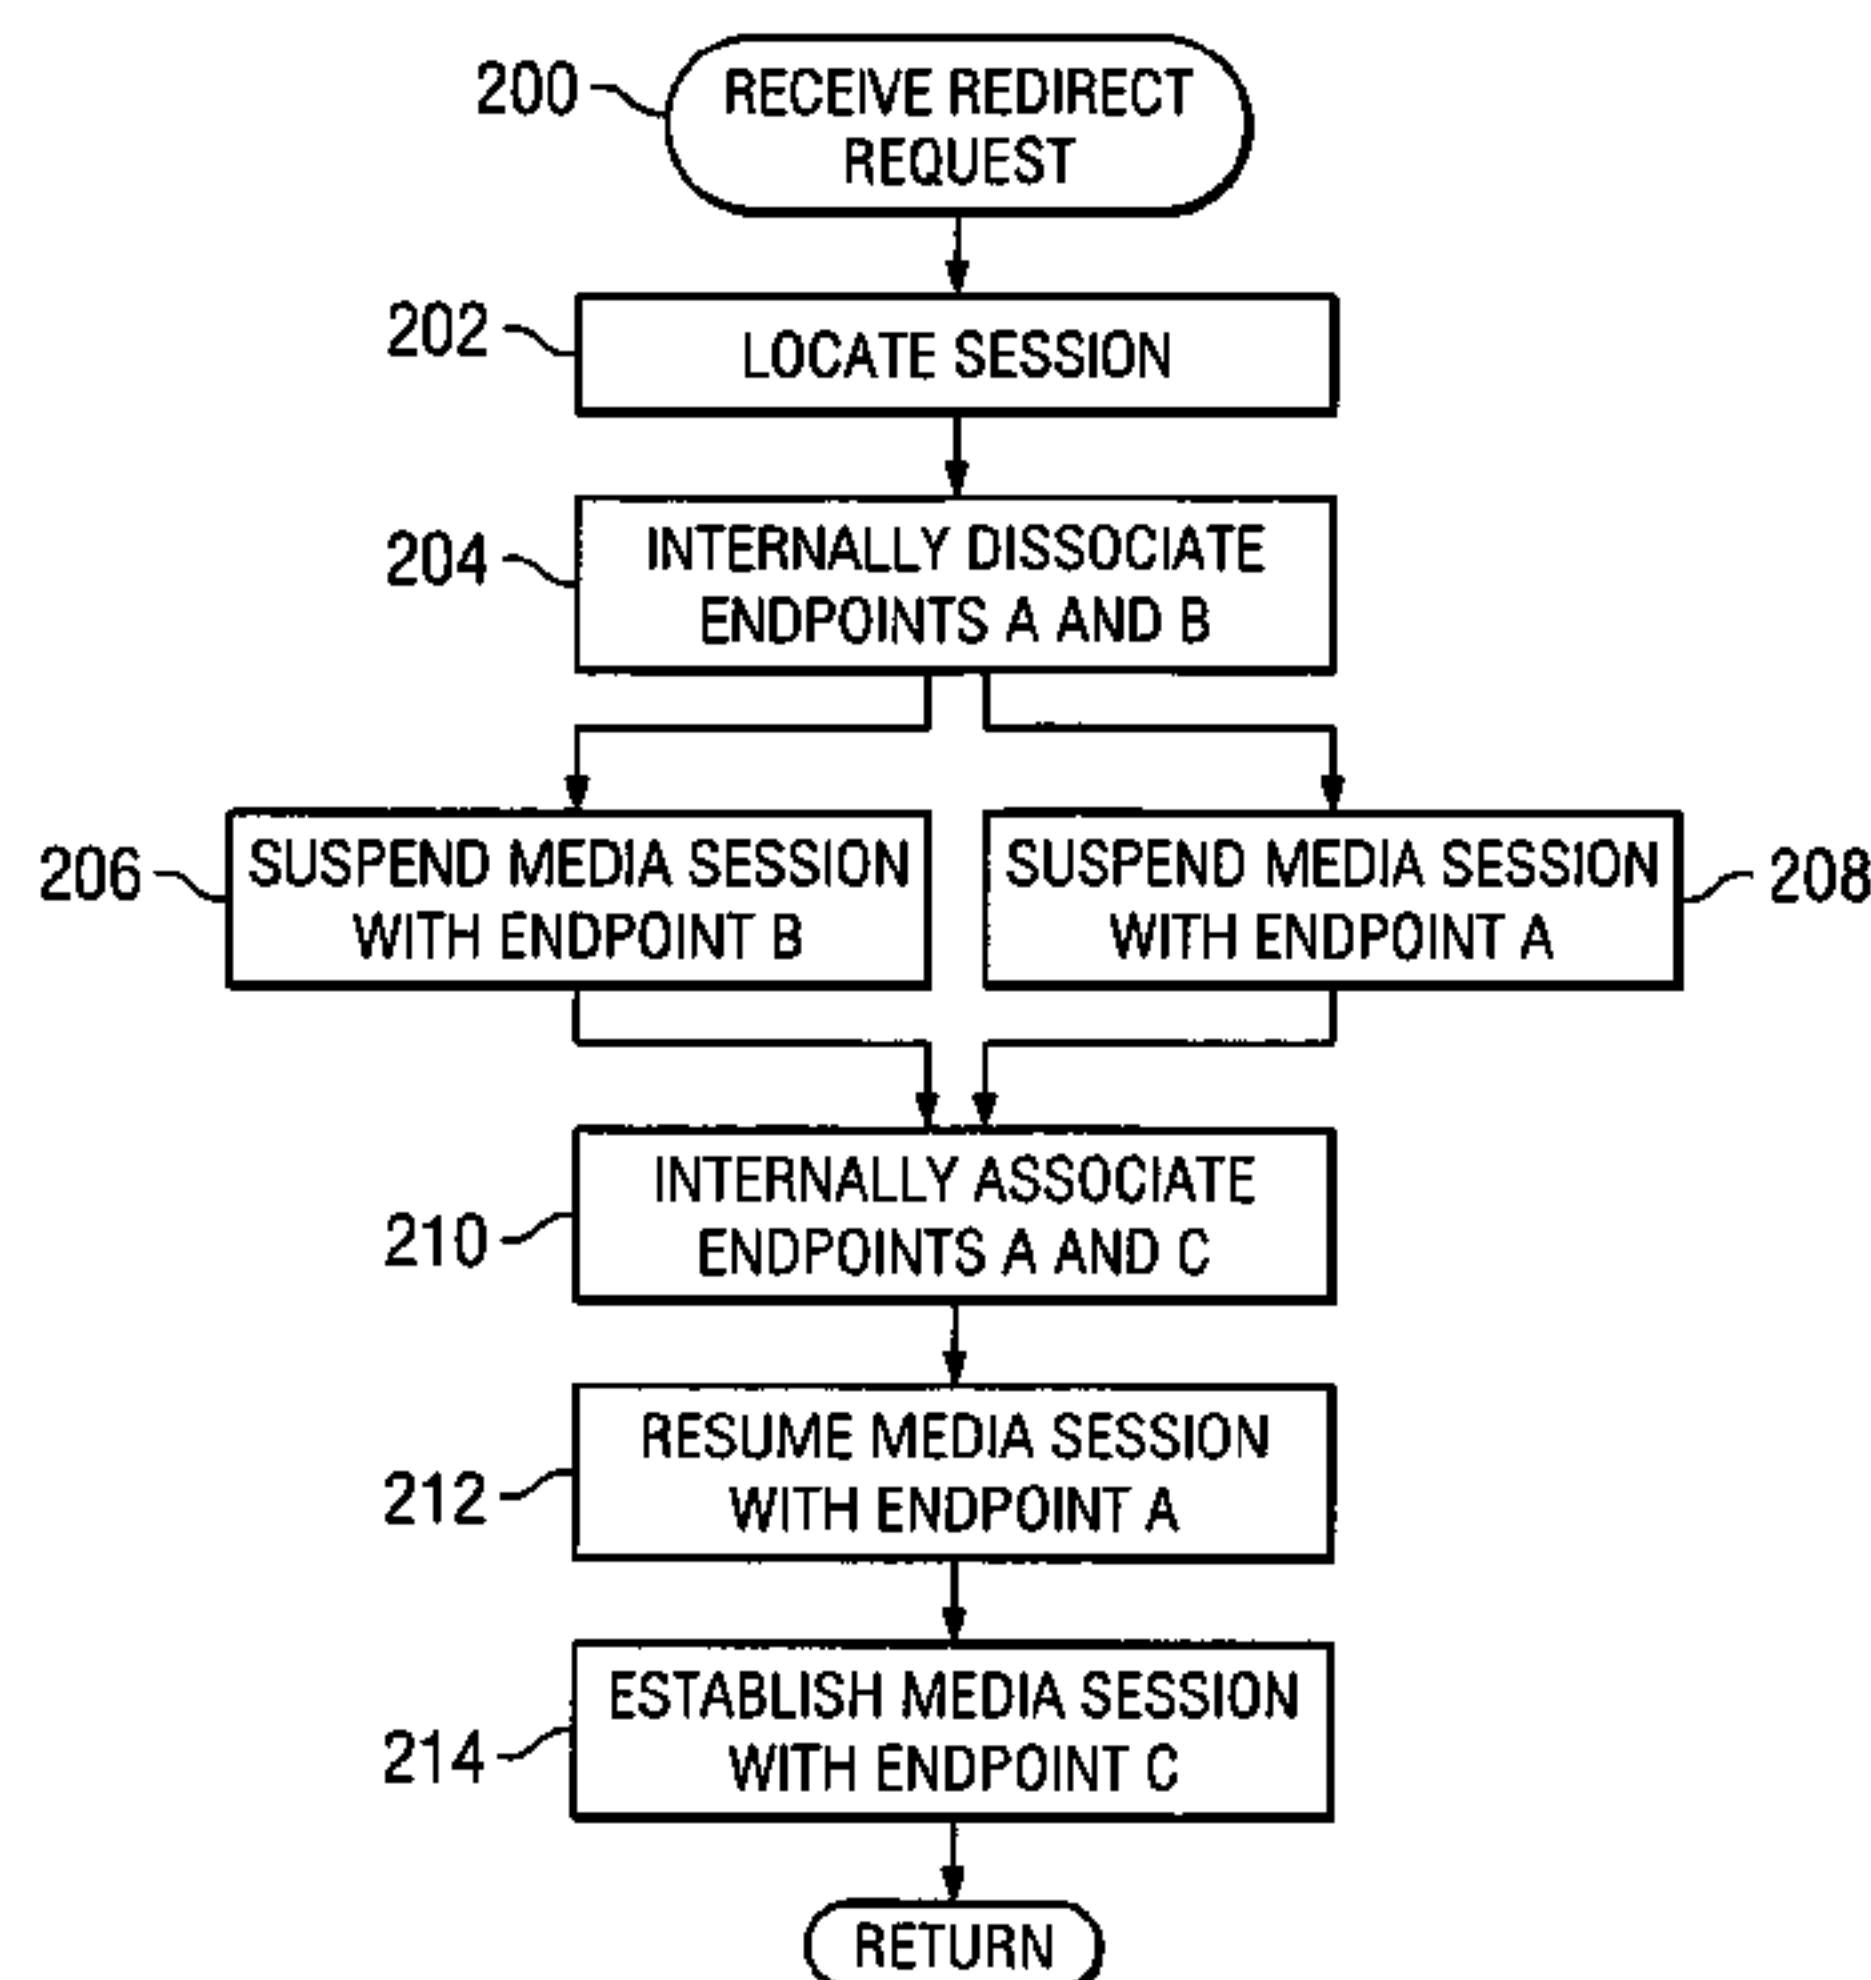 200
RECEIVE REDIRECT
REQUEST
202
LOCATE SESSION
204
INTERNALLY DISSOCIATE
ENDPOINTS A AND B
206
SUSPEND MEDIA SESSION
WITH ENDPOINT B
SUSPEND MEDIA SESSION
WITH ENDPOINT A
208
210
INTERNALLY ASSOCIATE
ENDPOINTS A AND C
212
RESUME MEDIA SESSION
WITH ENDPOINT A
214
ESTABLISH MEDIA SESSION
WITH ENDPOINT C
RETURN